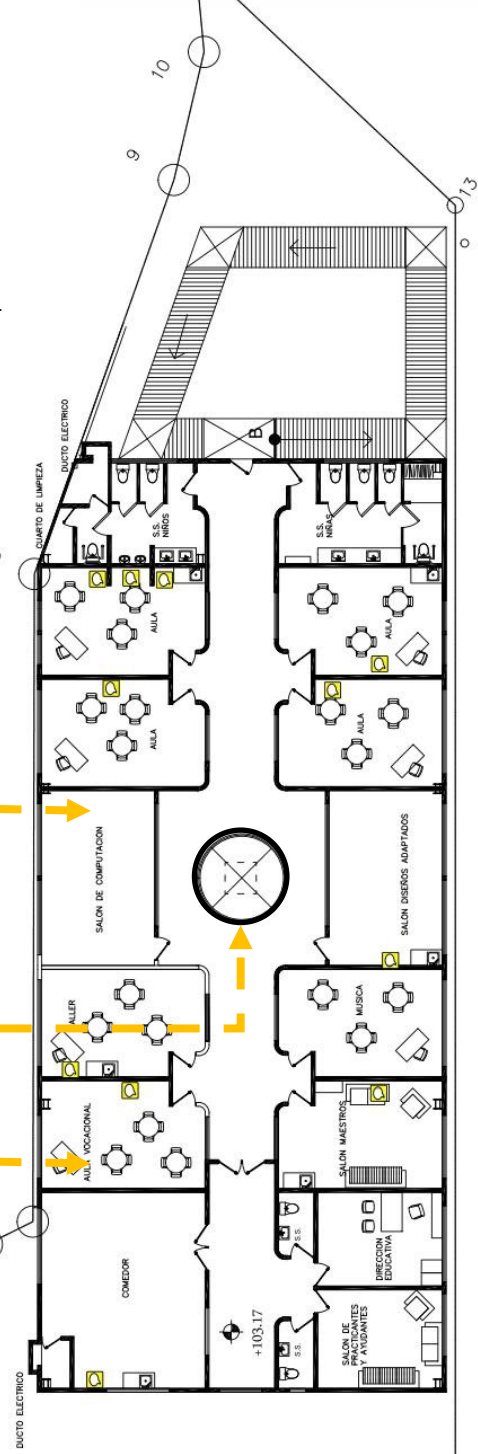 10
9
13
DUCTO ELECTRICO
CUARTO DE LIMPIEZA
B
S.S.
NIÑOS
S.S.
NIÑAS
AULA
AULA
AULA
AULA
SALON DE COMPUTACION
SALON DISEÑOS ADAPTADOS
ALLER
MUSICA
AULA VOCACIONAL
SALON MAESTROS
COMEDOR
S.S.
DIRECCION
EDUCATIVA
+103.17
S.S.
SALON DE
PRACTICANTES
Y AYUDANTES
DUCTO ELECTRICO